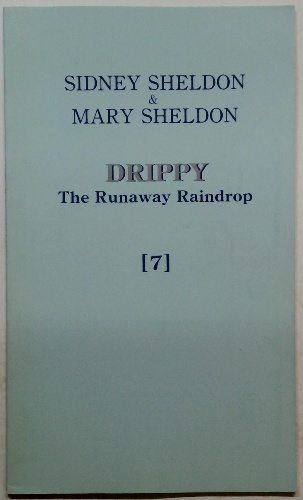 SIDNEY SHELDON
&
MARY SHELDON
DRIPPY
The Runaway Raindrop
[7]